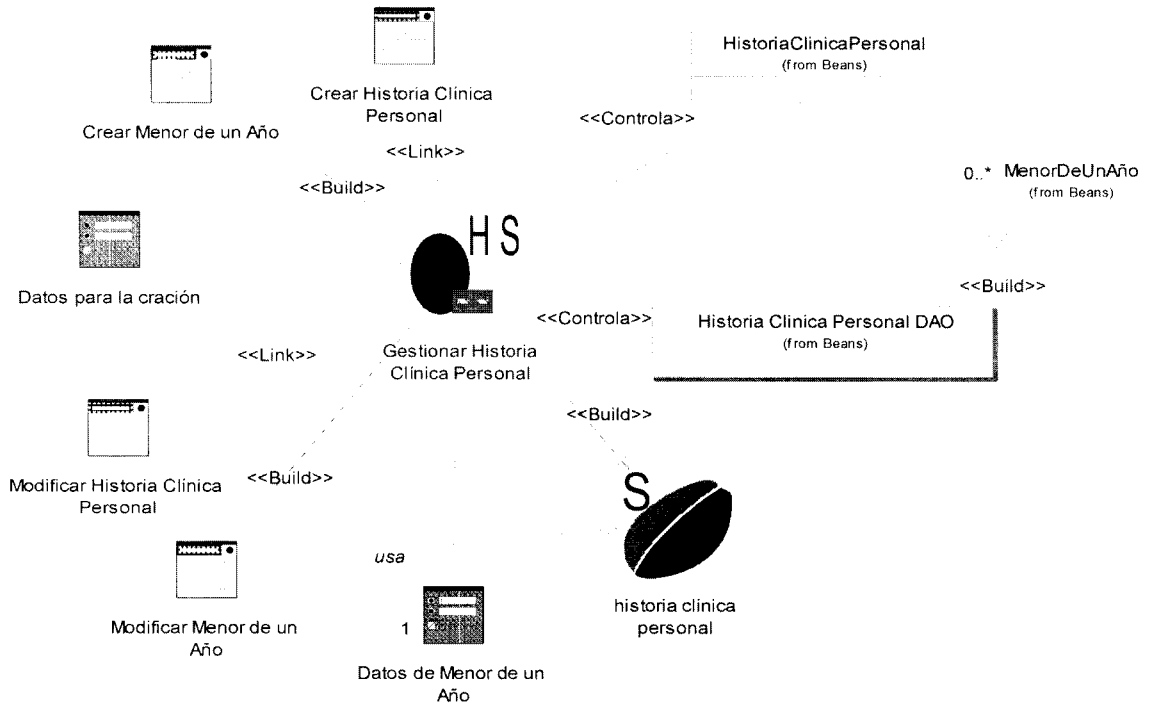 HistoriaClinicaPersonal
(from Beans)
Crear Historia Clínica
Personal
Crear Menor de un Año
<<Controla>>
<<Link>>
<<Build>>
0..* MenorDeUnAño
(from Beans)
H S
Datos para la cración
<<Build>>
<<Controla>>
Historia Clinica Personal DAO
(from Beans)
Gestionar Historia
Clínica Personal
<<Link>>
<<Build>>
Modificar Historia Clínica
Personal
<<Build>>
S
usa
historia clínica
personal
Modificar Menor de un
Año
1
Datos de Menor de un
Año